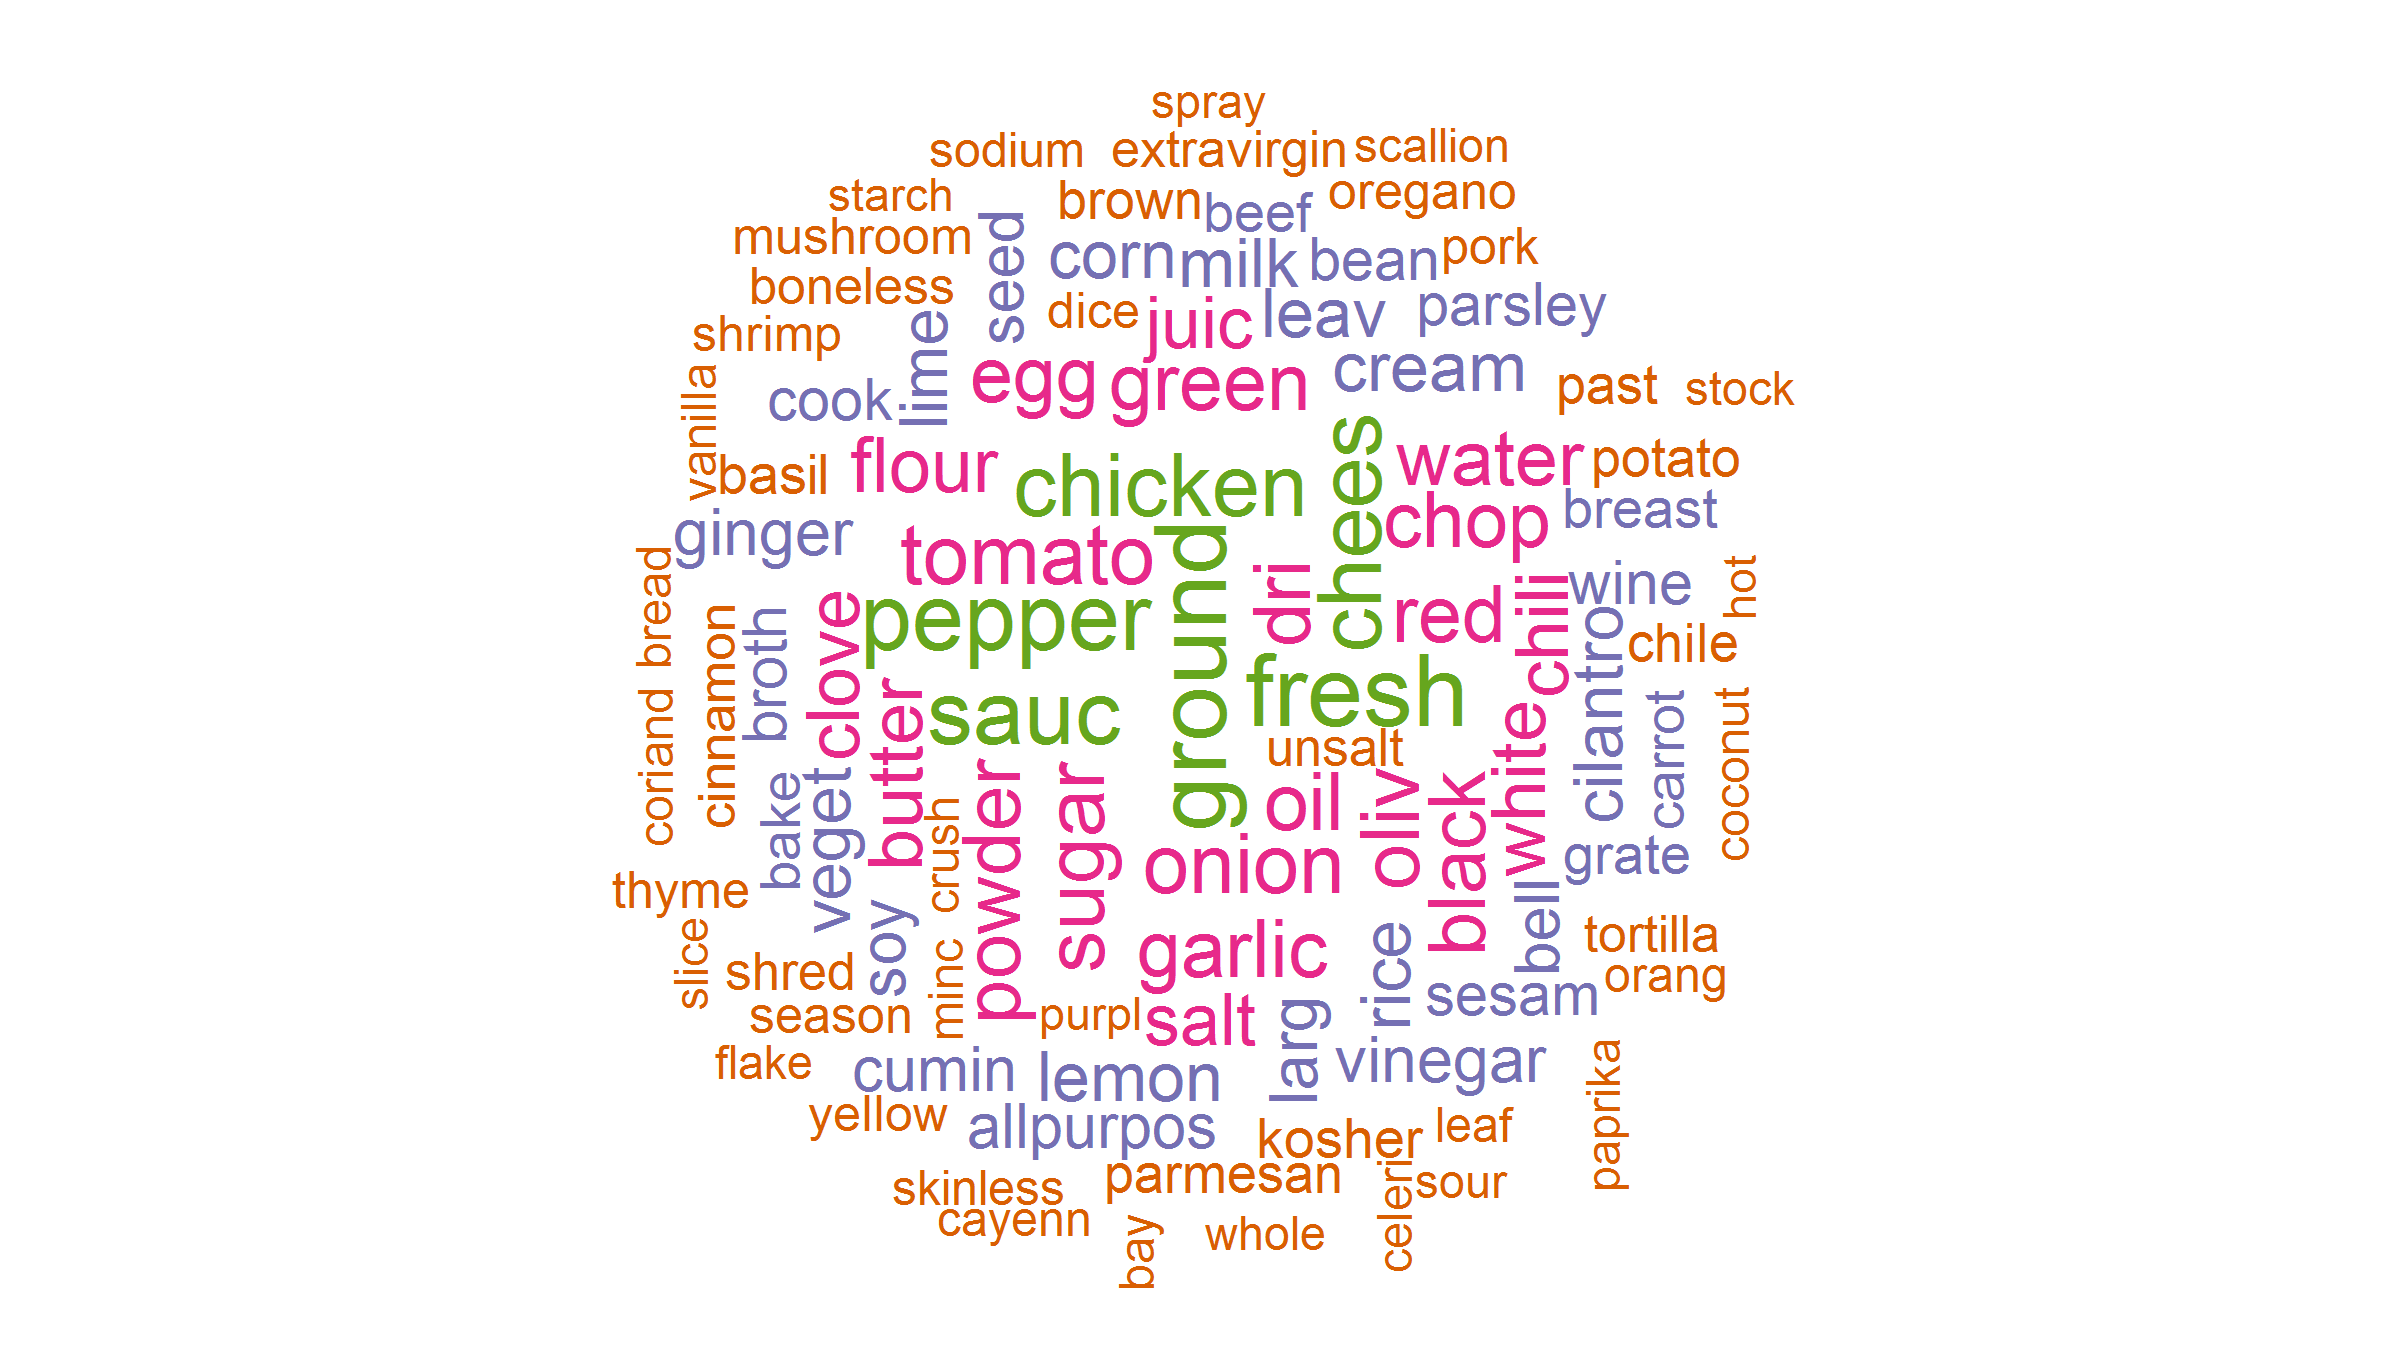 spray
sodium extravirgin scallion
starch brown beef oregano
mushroom seed corn milk bean pork
boneless dice juic leav parsley
shrimp lime egg green cream
vanilla cook past stock
basil flour chicken chees water potato
ginger tomato chop breast
bread pepper ground dri red chili wine hot
coriand cinnamon broth clove butter sauc fresh white cilantro chile
unsalt carrot coconut
bake veget crush powder sugar oil oliv black grate
thyme onion bell
slice shred soy minc garlic rice tortilla
season purpl salt larg sesam orang
flake cumin lemon vinegar paprika
yellow allpurpos kosher leaf
skinless parmesan celeri sour
cayenn bay whole